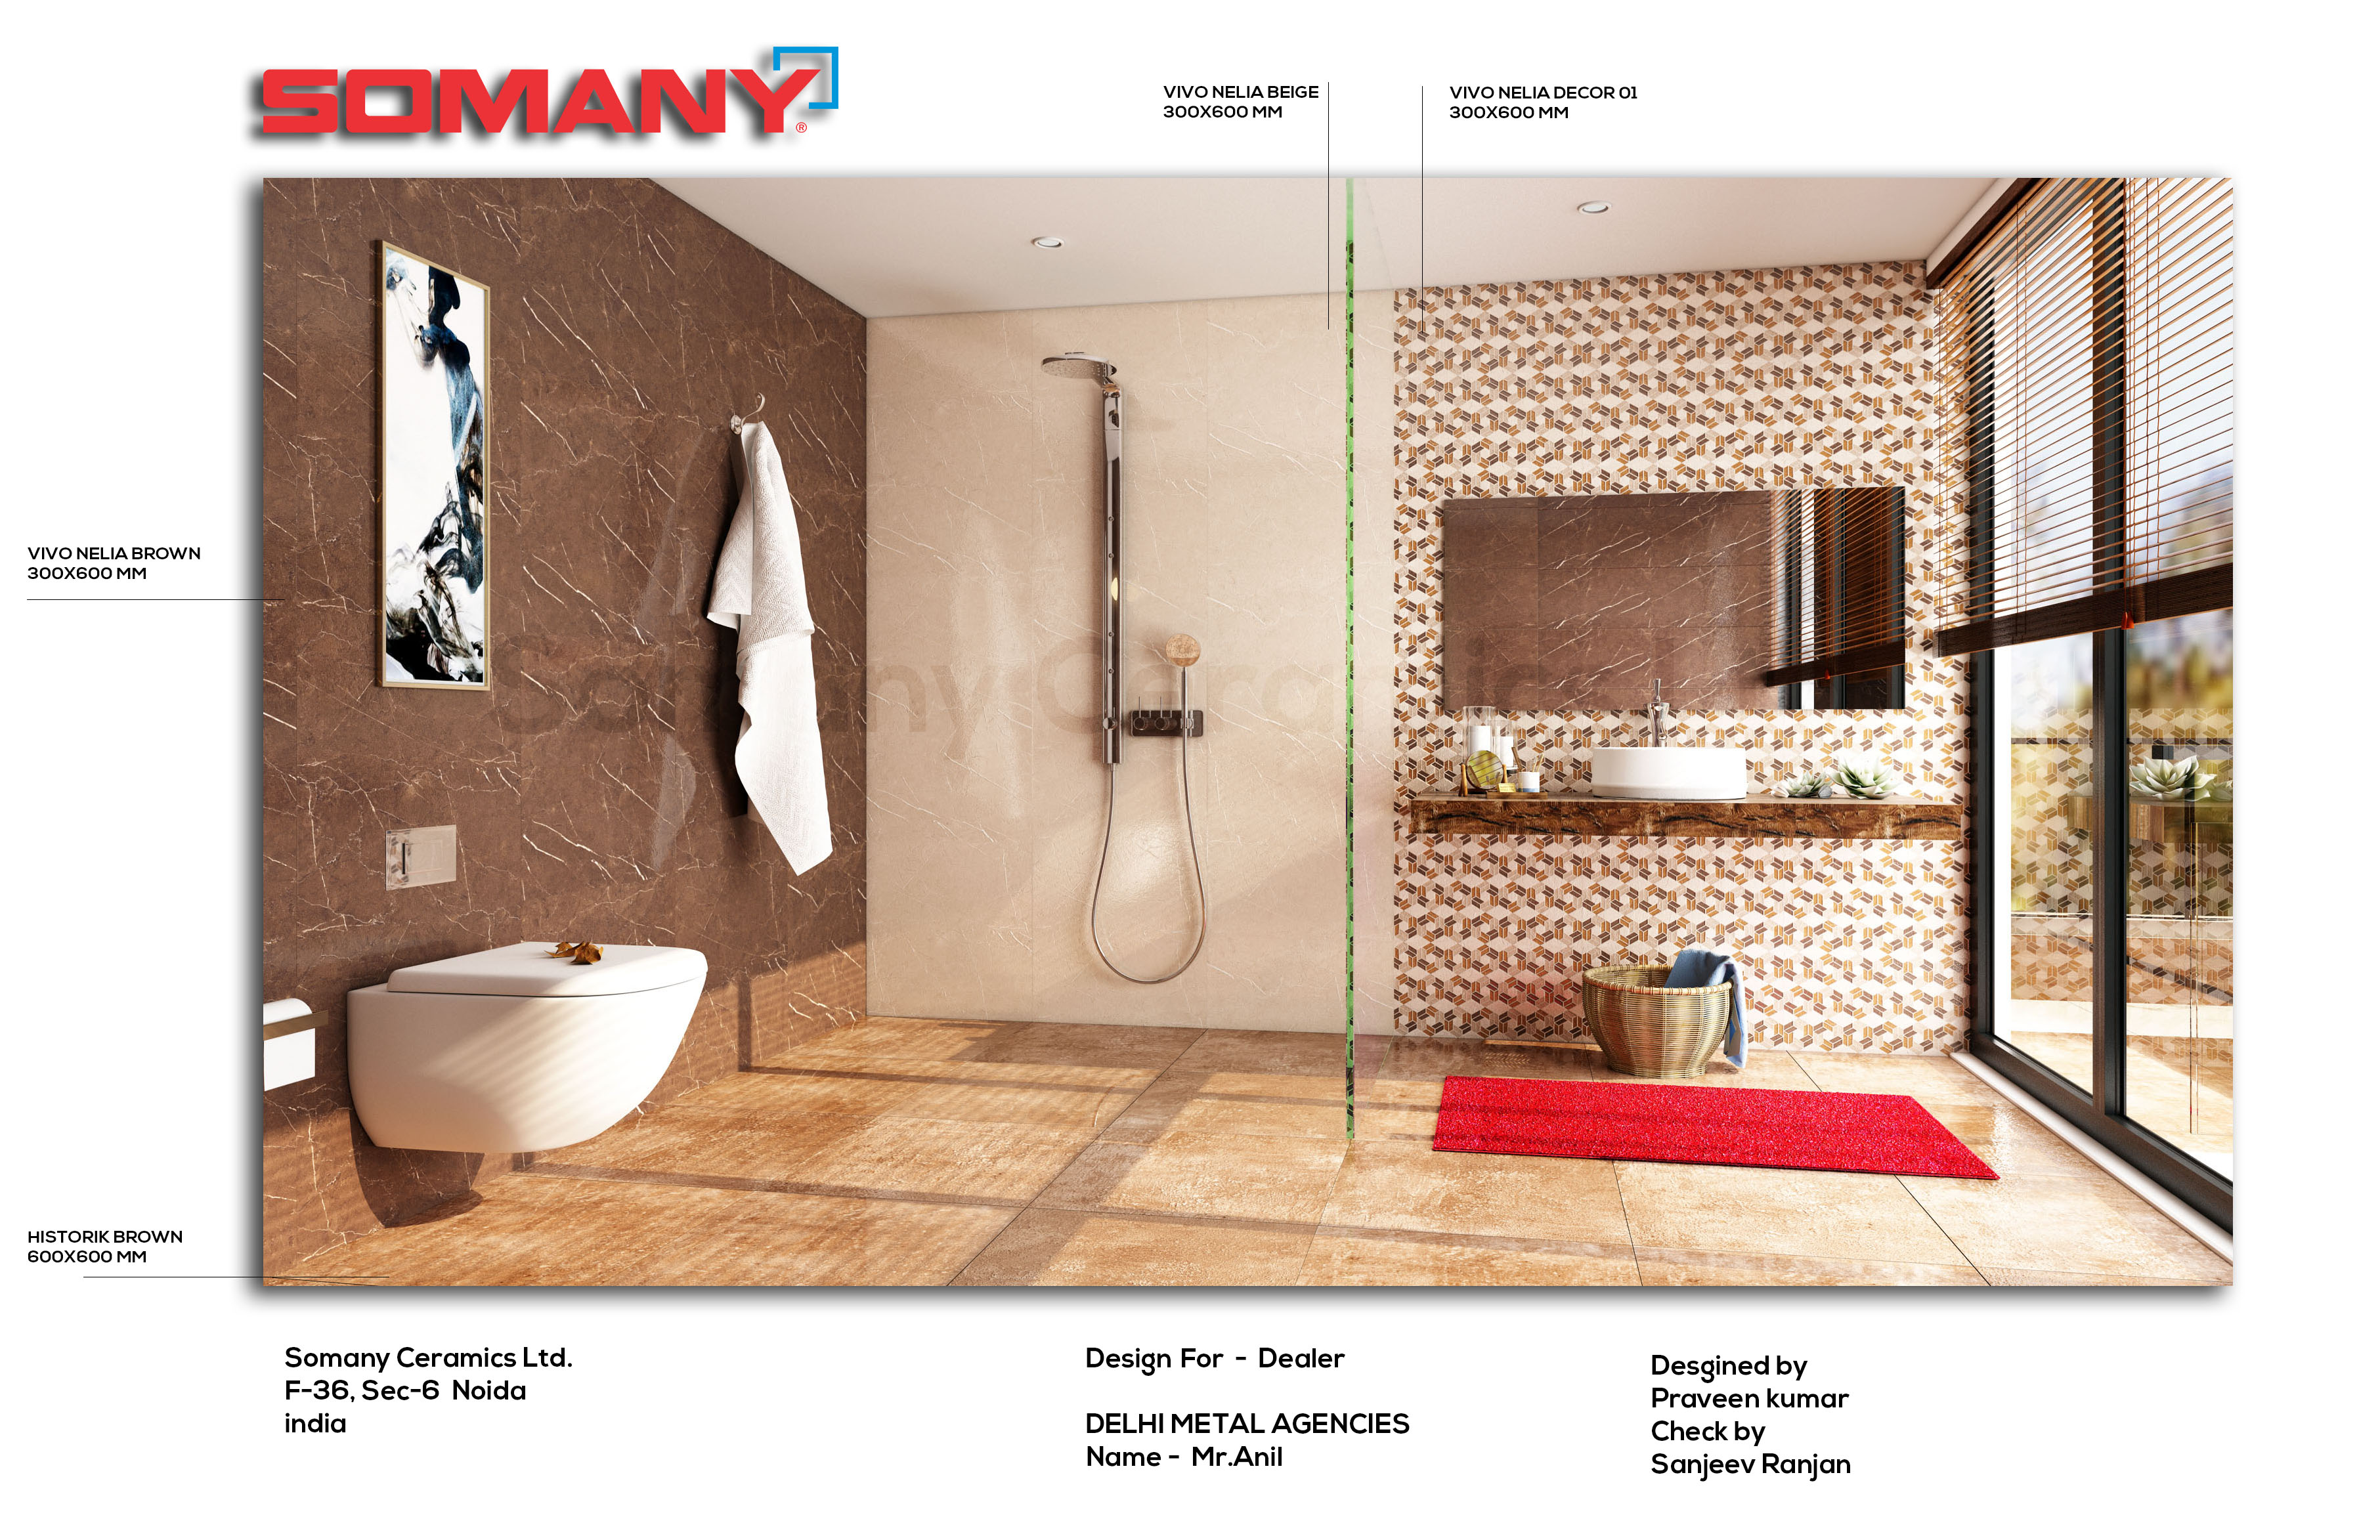 SOMANY®
VIVO NELIA BEIGE
300X600 MM
VIVO NELIA DECOR 01
300X600 MM
VIVO NELIA BROWN
300X600 MM
Somany Ceramics
HISTORIK BROWN
600X600 MM
Somany Ceramics Ltd.
F-36, Sec-6 Noida
india
Design For - Dealer
DELHI METAL AGENCIES
Name - Mr.Anil
Desgined by
Praveen kumar
Check by
Sanjeev Ranjan